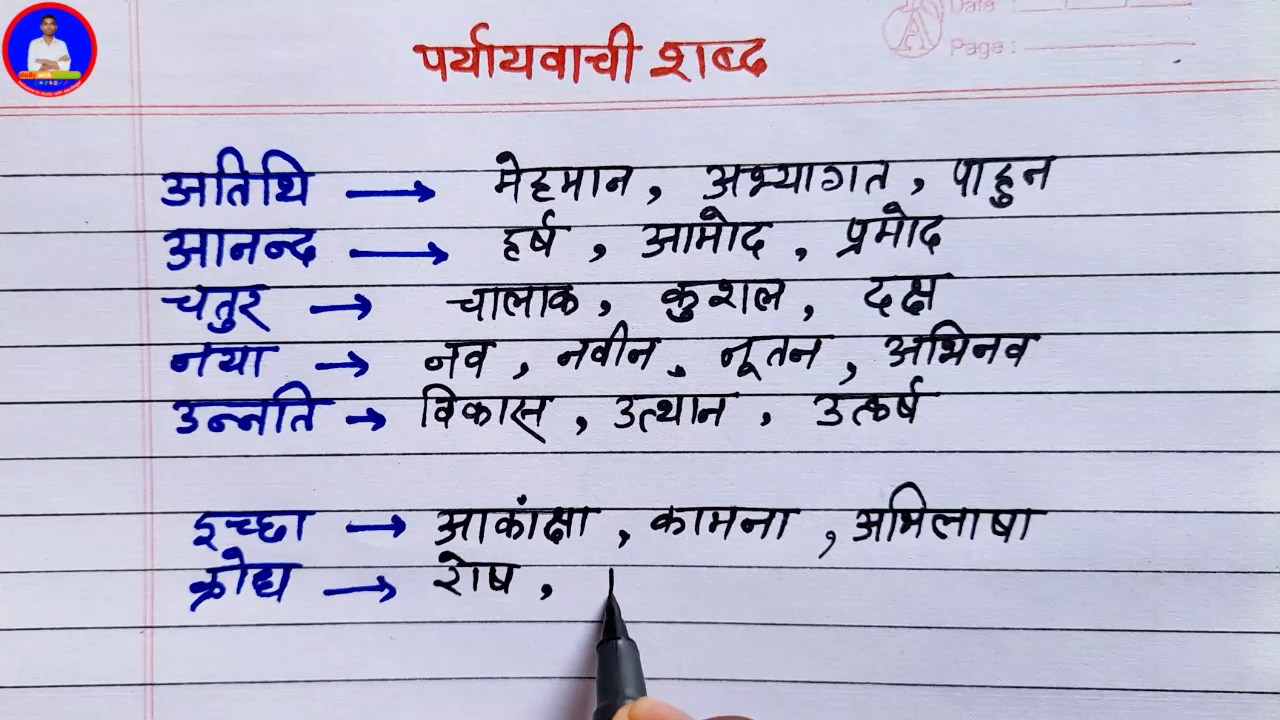 Date :
पर्यायवाची शब्द
Page :
अतिथि → मेहमान, अभ्यागत, पाहुन
आनन्द → हर्ष, आमोद, प्रमोद
चतुर → चालाक, कुशल, दक्ष
नया → नव, नवीन, नूतन, अभिनव
उन्नति → विकास, उत्थान, उत्कर्ष
इच्छा → आकांक्षा, कामना, अभिलाषा
क्रोध → रोष,